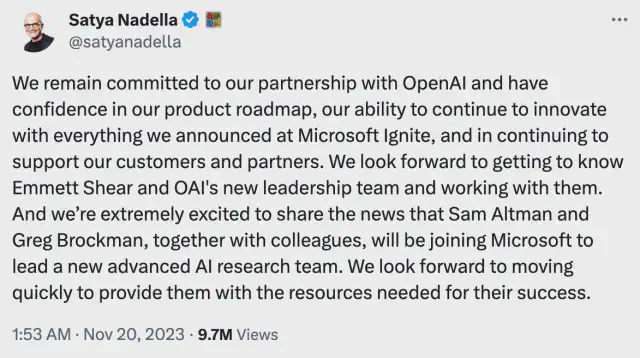 Satya Nadella
@satyanadella
We remain committed to our partnership with OpenAI and have
confidence in our product roadmap, our ability to continue to innovate
with everything we announced at Microsoft Ignite, and in continuing to
support our customers and partners. We look forward to getting to know
Emmett Shear and OAI's new leadership team and working with them.
And we’re extremely excited to share the news that Sam Altman and
Greg Brockman, together with colleagues, will be joining Microsoft to
lead a new advanced AI research team. We look forward to moving
quickly to provide them with the resources needed for their success.
1:53 AM · Nov 20, 2023 · 9.7M Views